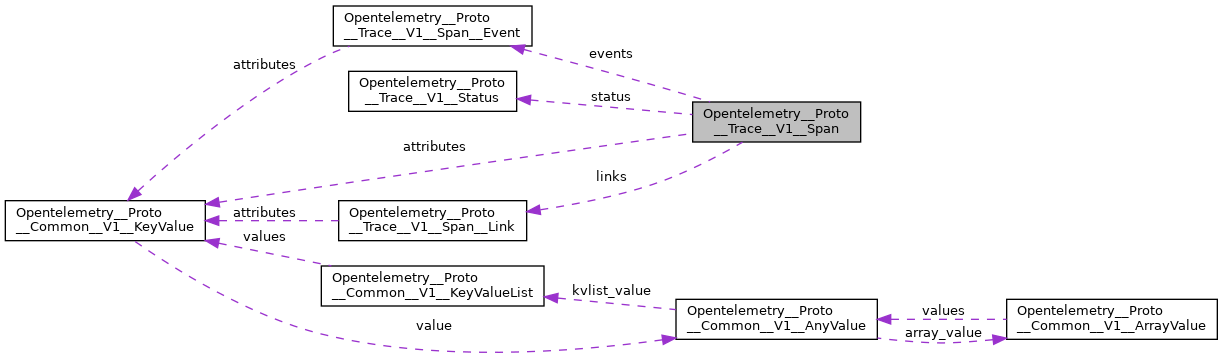 Opentelemetry__Proto
__Trace__V1__Span__Event
attributes
events
Opentelemetry__Proto
__Trace__V1__Status
status
Opentelemetry__Proto
__Trace__V1__Span
attributes
links
Opentelemetry__Proto
__Common__V1__KeyValue
attributes
Opentelemetry__Proto
__Trace__V1__Span__Link
values
Opentelemetry__Proto
__Common__V1__KeyValueList
kvlist_value
Opentelemetry__Proto
__Common__V1__AnyValue
values
Opentelemetry__Proto
__Common__V1__ArrayValue
value
array_value